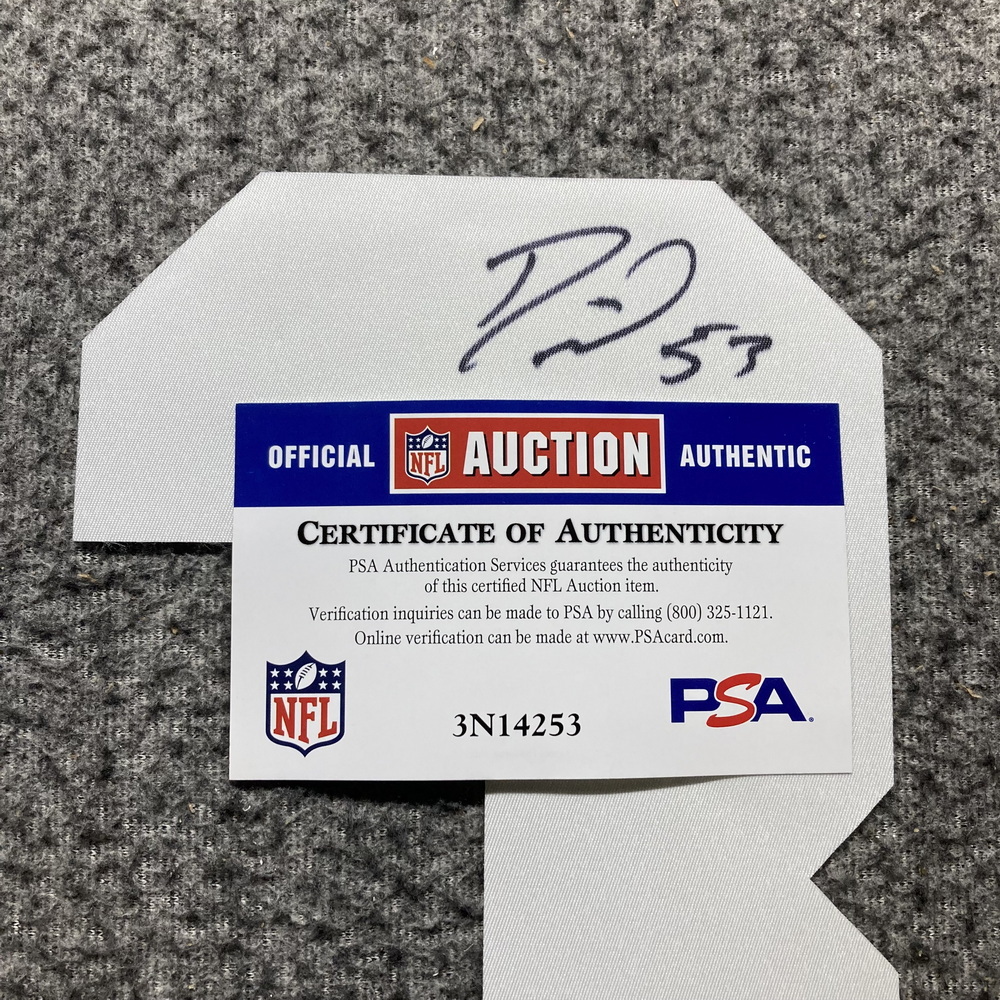 53
OFFICIAL NFL AUCTION AUTHENTIC
CERTIFICATE OF AUTHENTICITY
PSA Authentication Services guarantees the authenticity
of this certified NFL Auction item.
Verification inquiries can be made to PSA by calling (800) 325-1121.
Online verification can be made at www.PSAcard.com.
NFL
3N14253
PSA